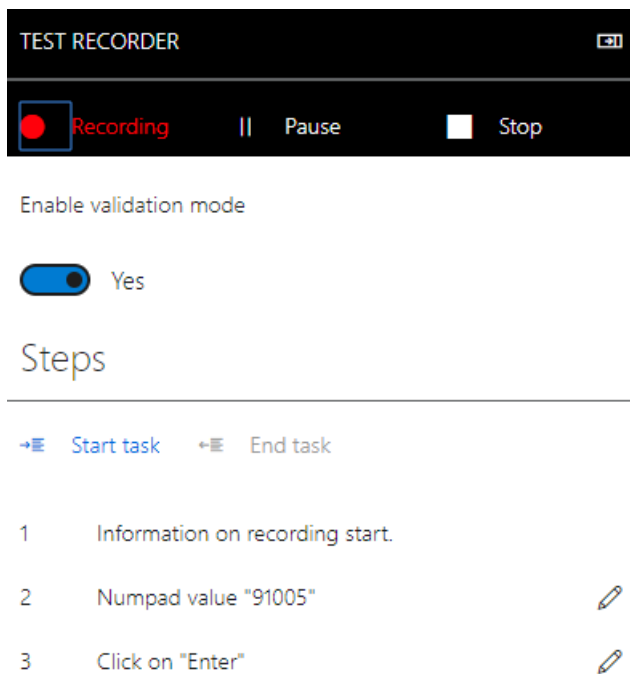 TEST RECORDER
Recording Pause Stop
Enable validation mode
Yes
Steps
Start task End task
1 Information on recording start.
2 Numpad value "91005"
3 Click on "Enter"